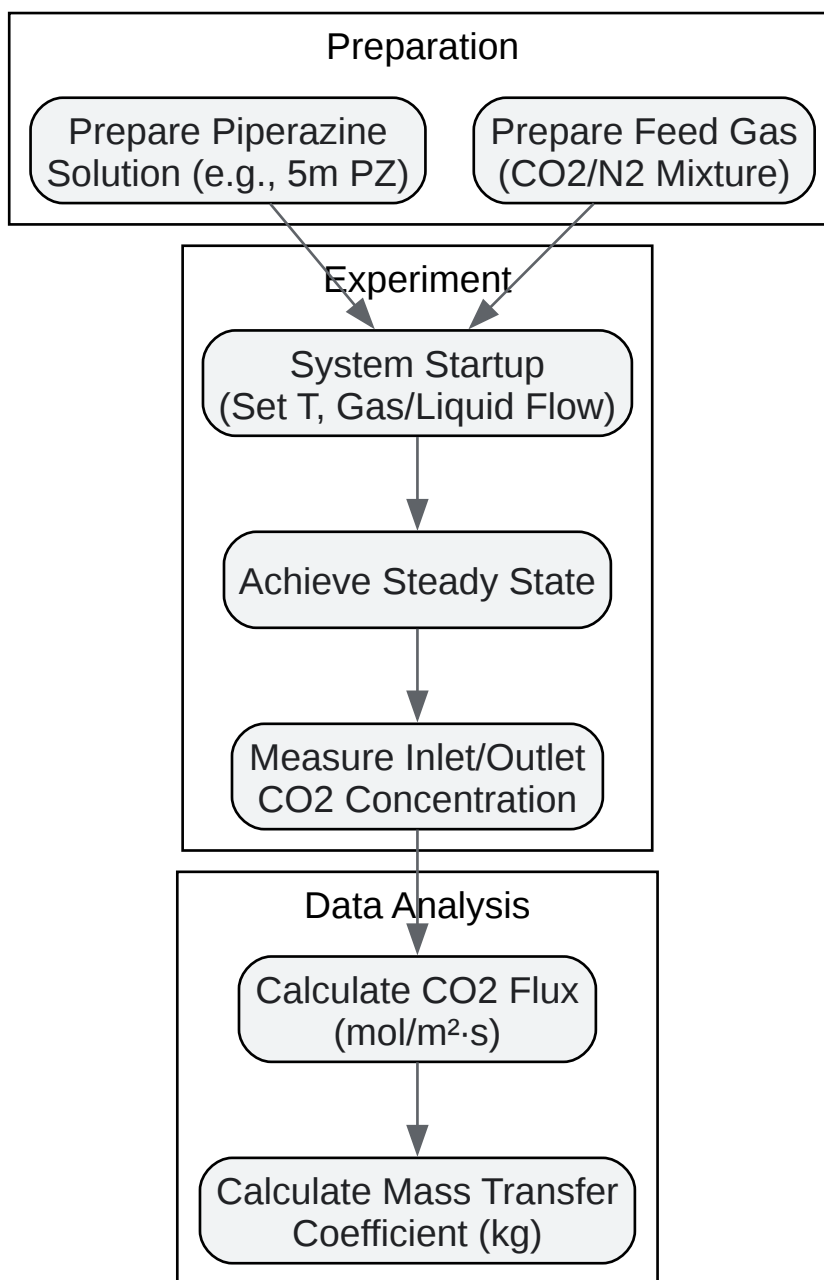 Preparation
Prepare Piperazine
Solution (e.g., 5m PZ)
Prepare Feed Gas
(CO2/N2 Mixture)
Experiment
System Startup
(Set T, Gas/Liquid Flow)
Achieve Steady State
Measure Inlet/Outlet
CO2 Concentration
Data Analysis
Calculate CO2 Flux
(mol/m²·s)
Calculate Mass Transfer
Coefficient (kg)